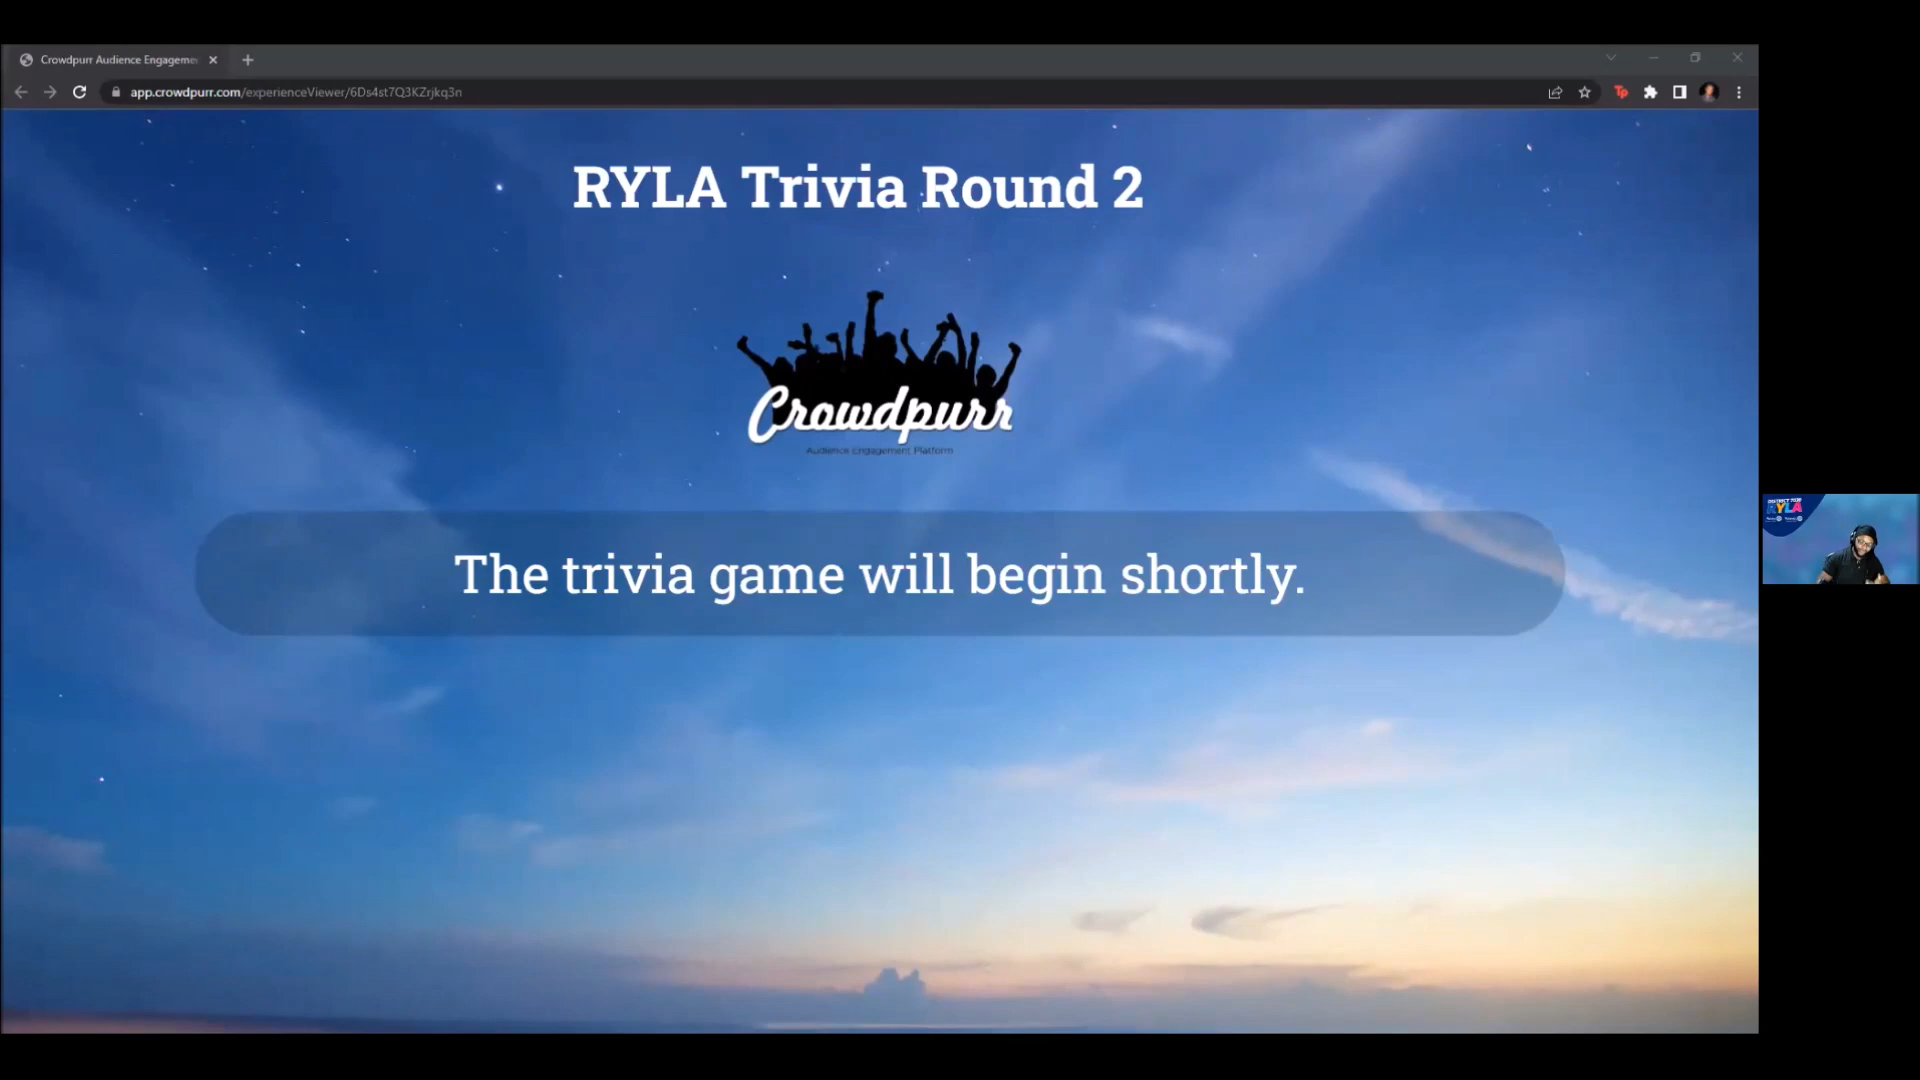 Crowdpurr Audience Engageme
app.crowdpurr.com/experienceViewer/6Ds4st7Q3KZrjkq3n
RYLA Trivia Round 2
Crowdpurr
Audience Engagement Platform
The trivia game will begin shortly.
RYLA